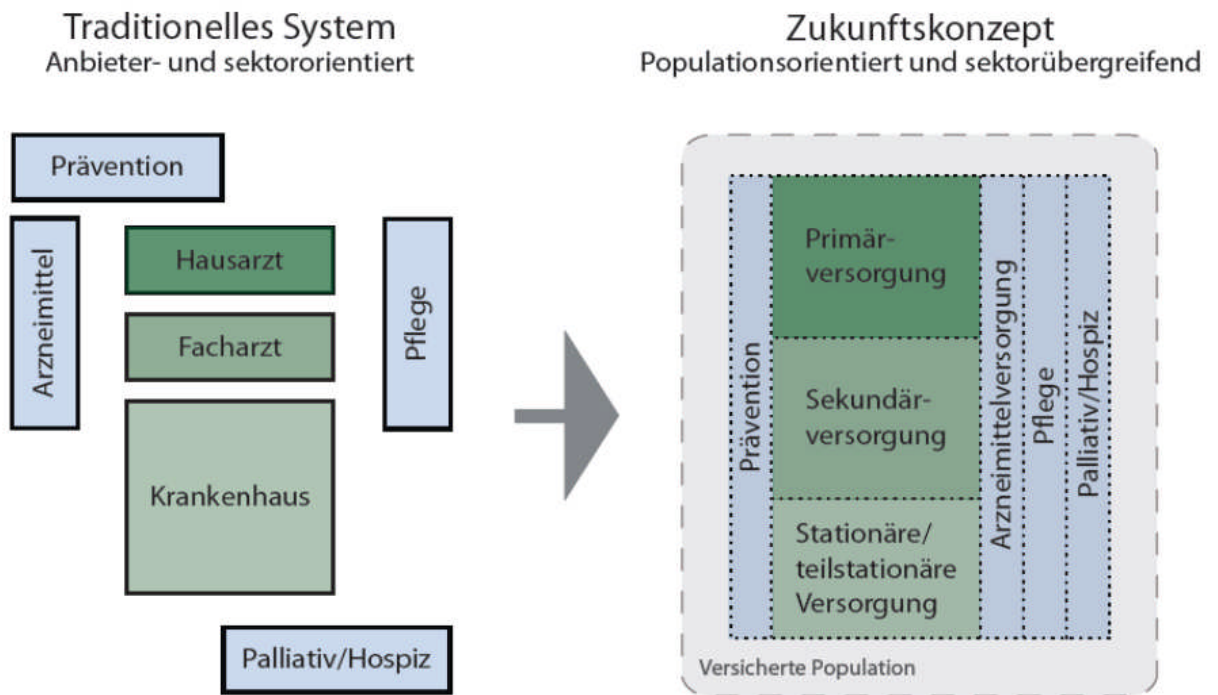 Traditionelles System
Anbieter- und sektororientiert
Prävention
Arzneimittel
Hausarzt
Facharzt
Krankenhaus
Pflege
Palliativ/Hospiz
Zukunftskonzept
Populationsorientiert und sektorübergreifend
Prävention
Primär-
versorgung
Sekundär-
versorgung
Stationäre/
teilstationäre
Versorgung
Arzneimittelversorgung
Pflege
Palliativ/Hospiz
Versicherte Population